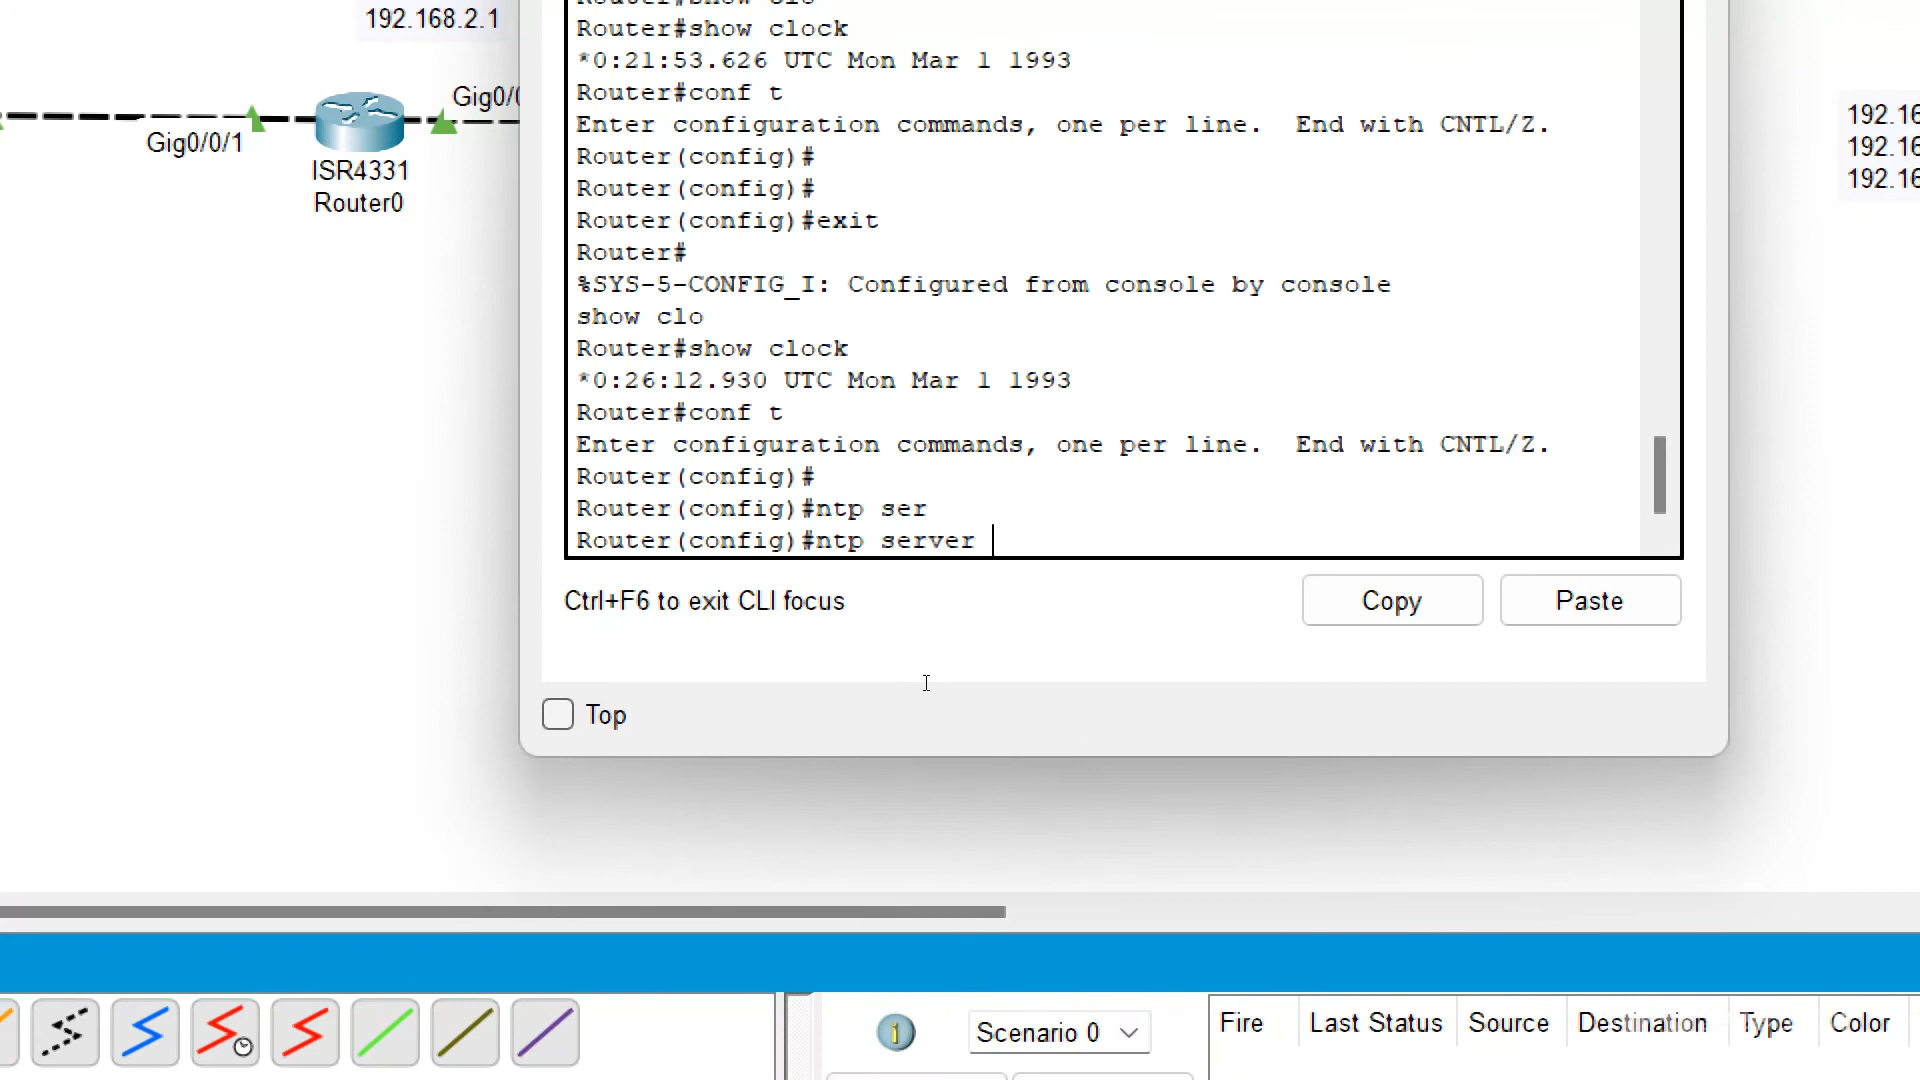 192.168.2.1
Gig0/0/1
ISR4331
Router0
Router#show clock
*0:21:53.626 UTC Mon Mar 1 1993
Router#conf t
Enter configuration commands, one per line. End with CNTL/Z.
Router(config)#
Router(config)#
Router(config)#exit
Router#
%SYS-5-CONFIG_I: Configured from console by console
show clo
Router#show clock
*0:26:12.930 UTC Mon Mar 1 1993
Router#conf t
Enter configuration commands, one per line. End with CNTL/Z.
Router(config)#
Router(config)#ntp ser
Router(config)#ntp server
Ctrl+F6 to exit CLI focus
Copy
Paste
Top
Scenario 0
Fire
Last Status
Source
Destination
Type
Color